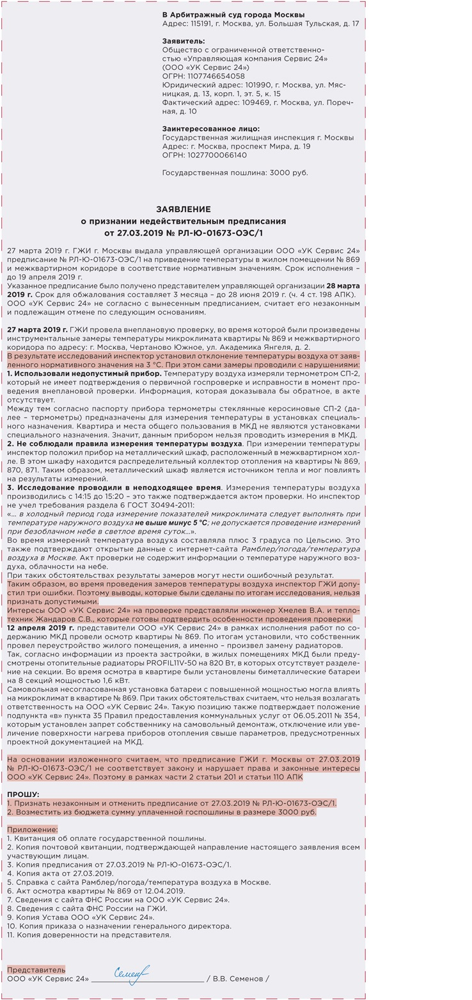 В Арбитражный суд города Москвы
Адрес: 115191, г. Москва, ул. Большая Тульская, д. 17
Заявитель:
Общество с ограниченной ответственно-
стью «Управляющая компания Сервис 24»
(ООО «УК Сервис 24»)
ОГРН: 1107746654058
Юридический адрес: 101990, г. Москва, ул. Мяс-
ницкая, д. 13, корп. 1, эт. 5, к. 15
Фактический адрес: 109469, г. Москва, ул. Пореч-
ная, д. 10
Заинтересованное лицо:
Государственная жилищная инспекция г. Москвы
Адрес: г. Москва, проспект Мира, д. 19
ОГРН: 1027700066140
Государственная пошлина: 3000 руб.
ЗАЯВЛЕНИЕ
о признании недействительным предписания
от 27.03.2019 № РЛ-Ю-01673-ОЭС/1
27 марта 2019 г. ГЖИ г. Москвы выдала управляющей организации ООО «УК Сервис 24»
предписание № РЛ-Ю-01673-ОЭС/1 на приведение температуры в жилом помещении № 869
и межквартирном коридоре в соответствие нормативным значениям. Срок исполнения –
до 19 апреля 2019 г.
Указанное предписание было получено представителем управляющей организации 28 марта
2019 г. Срок для обжалования составляет 3 месяца – до 28 июня 2019 г. (ч. 4 ст. 198 АПК).
ООО «УК Сервис 24» не согласно с вынесенным предписанием, считает его незаконным
и подлежащим отмене по следующим основаниям.
27 марта 2019 г. ГЖИ провела внеплановую проверку, во время которой были произведены
инструментальные замеры температуры микроклимата квартиры № 869 и межквартирного
коридора по адресу: г. Москва, Чертаново Южное, ул. Академика Янгеля, д. 2.
В результате исследований инспектор установил отклонение температуры воздуха от заяв-
ленного нормативного значения на 3 °С. При этом сами замеры проводили с нарушениями:
1. Использовали недопустимый прибор. Температуру воздуха измеряли термометром СП-2,
который не имеет подтверждения о первичной госпроверке и исправности в момент про-
ведения внеплановой проверки. Информация, которая доказывала бы обратное, в акте
отсутствует.
Между тем согласно паспорту прибора термометры стеклянные керосиновые СП-2 (да-
лее – термометры) предназначены для измерения температуры в установках специаль-
ного назначения. Квартира и места общего пользования в МКД не являются установками
специального назначения. Значит, данным прибором нельзя проводить измерения в МКД.
2. Не соблюдали правила измерения температуры воздуха. При измерении температуры
инспектор положил прибор на металлический шкаф, расположенный в межквартирном хол-
ле. В этом шкафу находится распределительный коллектор отопления на квартиры № 869,
870, 871. Таким образом, металлический шкаф является источником тепла и мог повлиять
на результаты измерений.
3. Исследование проводили в неподходящее время. Измерения температуры воздуха
производились с 14:15 до 15:20 – это также подтверждается актом проверки. Но инспектор
не учел требования раздела 6 ГОСТ 30494-2011:
«… в холодный период года измерение показателей микроклимата следует выполнять при
температуре наружного воздуха не выше минус 5 °С; не допускается проведение измерений
при безоблачном небе в светлое время суток…».
Во время измерений температура воздуха составляла плюс 3 градуса по Цельсию. Это
также подтверждают открытые данные с интернет-сайта Рамблер/погода/температура
воздуха в Москве. Акт проверки не содержит информации о температуре наружного воз-
духа, облачности на небе.
При таких обстоятельствах результаты замеров могут нести ошибочный результат.
Таким образом, во время проведения замеров температуры воздуха инспектор ГЖИ допу-
стил три ошибки. Поэтому выводы, которые были сделаны по итогам исследования, нельзя
признать допустимыми.
Интересы ООО «УК Сервис 24» на проверке представляли инженер Хмелев В.А. и тепло-
техник Жандаров С.В., которые готовы подтвердить особенности проведения проверки.
12 апреля 2019 г. представители ООО «УК Сервис 24» в рамках исполнения работ по со-
держанию МКД провели осмотр квартиры № 869. По итогам установили, что собственник
провел переустройство жилого помещения, а именно – произвел замену радиаторов.
Так, согласно информации из проекта застройки, в жилых помещениях МКД были преду-
смотрены отопительные радиаторы PROFIL11V-50 на 820 Вт, в которых отсутствует разделе-
ние на секции. Во время осмотра в квартире были установлены биметаллические батареи
на 8 секций мощностью 1,6 кВт.
Самовольная несогласованная установка батареи с повышенной мощностью могла влиять
на микроклимат в квартире № 869. При таких обстоятельствах считаем, что нельзя возлагать
ответственность на ООО «УК Сервис 24». Такую позицию также подтверждает положение
подпункта «в» пункта 35 Правил предоставления коммунальных услуг от 06.05.2011 № 354,
которым установлен запрет собственнику на самовольный демонтаж, отключение или уве-
личение поверхности нагрева приборов отопления свыше параметров, предусмотренных
проектной документацией на МКД.
На основании изложенного считаем, что предписание ГЖИ г. Москвы от 27.03.2019
№ РЛ-Ю-01673-ОЭС/1 не соответствует закону и нарушает права и законные интересы
ООО «УК Сервис 24». Поэтому в рамках части 2 статьи 201 и статьи 110 АПК
ПРОШУ:
1. Признать незаконным и отменить предписание от 27.03.2019 № РЛ-Ю-01673-ОЭС/1.
2. Возместить из бюджета сумму уплаченной госпошлины в размере 3000 руб.
Приложение:
1. Квитанция об оплате государственной пошлины.
2. Копия почтовой квитанции, подтверждающей направление настоящего заявления всем
участвующим лицам.
3. Копия предписания от 27.03.2019 № РЛ-Ю-01673-ОЭС/1.
4. Копия акта от 27.03.2019.
5. Справка с сайта Рамблер/погода/температура воздуха в Москве.
6. Акт осмотра квартиры № 869 от 12.04.2019.
7. Сведения с сайта ФНС России на ООО «УК Сервис 24».
8. Сведения с сайта ФНС России на ГЖИ.
9. Копия Устава ООО «УК Сервис 24».
10. Копия приказа о назначении генерального директора.
11. Копия доверенности на представителя.
Представитель
ООО «УК Сервис 24» Семенов / В.В. Семенов /